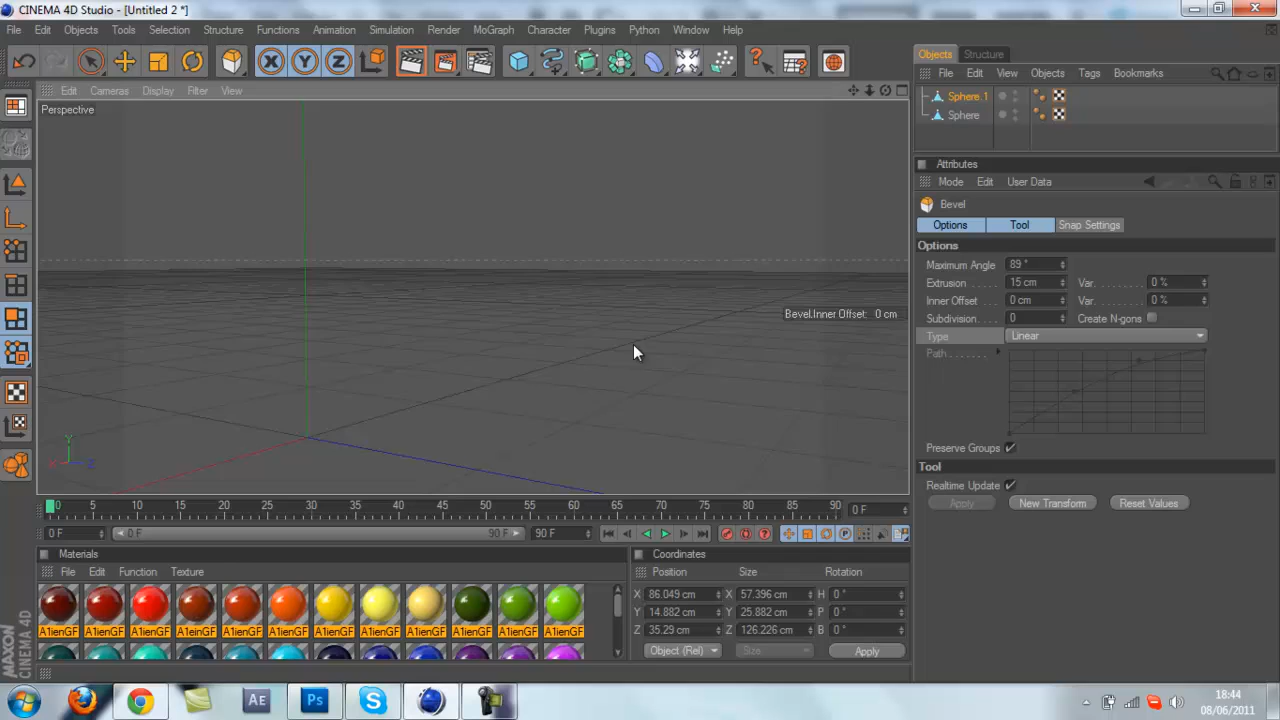 CINEMA 4D Studio - [Untitled 2 *]
File Edit Objects Tools Selection Structure Functions Animation Simulation Render MoGraph Character Plugins Python Window Help
Edit Cameras Display Filter View
Perspective
Bevel.Inner Offset: 0 cm
0 5 10 15 20 25 30 35 40 45 50 55 60 65 70 75 80 85 90 0 F
0 F 0 F 90 F 90 F
Materials
File Edit Function Texture
A1ienGF A1ienGF A1ienGF A1ienGF A1ienGF A1ienGF A1ienGF A1ienGF A1ienGF A1ienGF A1ienGF A1ienGF
MAXON
CINEMA 4D
Coordinates
Position Size Rotation
X 86.049 cm X 57.396 cm H 0 °
Y 14.882 cm Y 25.882 cm P 0 °
Z 35.29 cm Z 126.226 cm B 0 °
Object (Rel) Size Apply
Objects Structure
File Edit View Objects Tags Bookmarks
Sphere.1
Sphere
Attributes
Mode Edit User Data
Bevel
Options Tool Snap Settings
Options
Maximum Angle 89 °
Extrusion 15 cm Var. 0 %
Inner Offset 0 cm Var. 0 %
Subdivision 0 Create N-gons
Type Linear
Path
Preserve Groups
Tool
Realtime Update
Apply New Transform Reset Values
AE Ps
18:44
08/06/2011